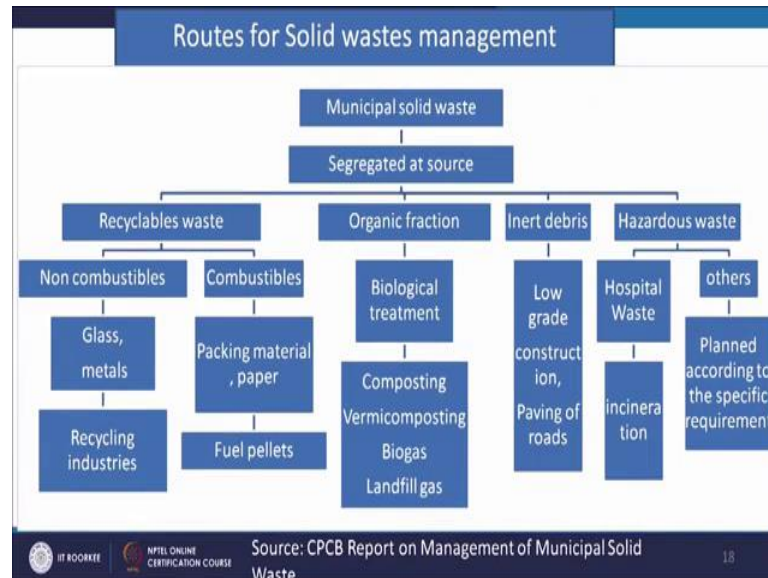 Routes for Solid wastes management
Municipal solid waste
Segregated at source
Recyclables waste
Organic fraction
Inert debris
Hazardous waste
Non combustibles
Combustibles
Biological
treatment
Low
grade
construct
ion,
Paving of
roads
Hospital
Waste
others
Glass,
metals
Packing material
, paper
Composting
Vermicomposting
Biogas
Landfill gas
incinera
tion
Planned
according to
the specific
requirement
Recycling
industries
Fuel pellets
IIT ROORKEE
NPTEL ONLINE
CERTIFICATION COURSE
Source: CPCB Report on Management of Municipal Solid
Waste
18